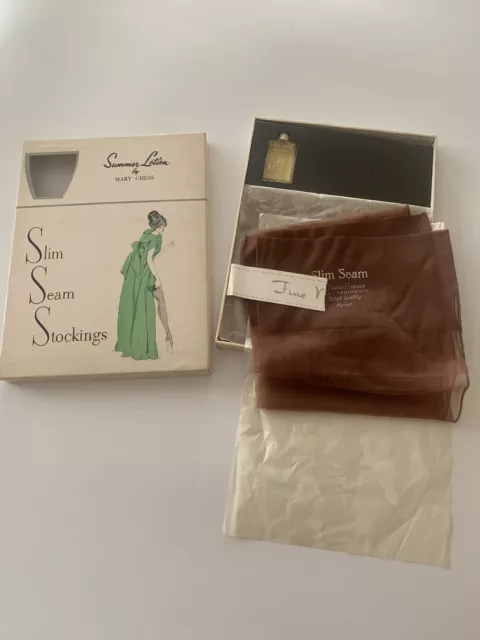 Summer Lotion
by
MARY CHESS
Slim
Seam
Stockings
Slim Seam
Fine
Nylon